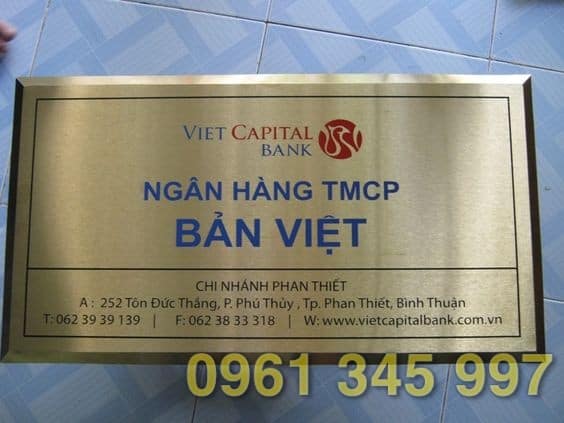 VIET CAPITAL
BANK
NGÂN HÀNG TMCP
BẢN VIỆT
CHI NHÁNH PHAN THIẾT
A : 252 Tôn Đức Thắng, P. Phú Thủy , Tp. Phan Thiết, Bình Thuận
T: 062 39 39 139 | F: 062 38 33 318 | W: www.vietcapitalbank.com.vn
0961 345 997